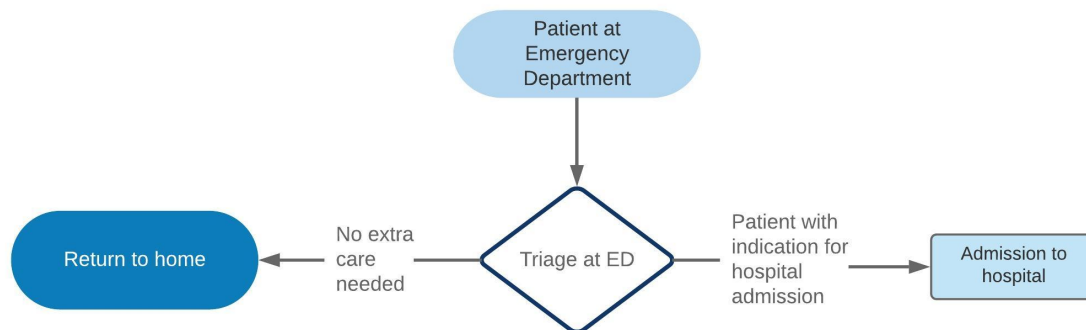 Patient at
Emergency
Department
No extra
care
needed
Patient with
indication for
hospital
admission
Return to home
Triage at ED
Admission to
hospital